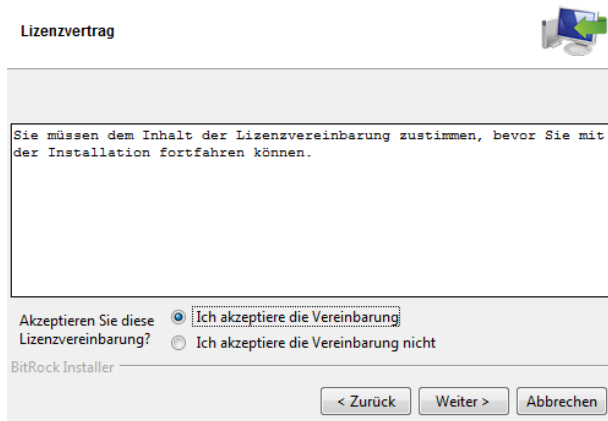 Lizenzvertrag
Sie müssen dem Inhalt der Lizenzvereinbarung zustimmen, bevor Sie mit
der Installation fortfahren können.
Akzeptieren Sie diese
Lizenzvereinbarung?
Ich akzeptiere die Vereinbarung
Ich akzeptiere die Vereinbarung nicht
BitRock Installer
< Zurück
Weiter >
Abbrechen